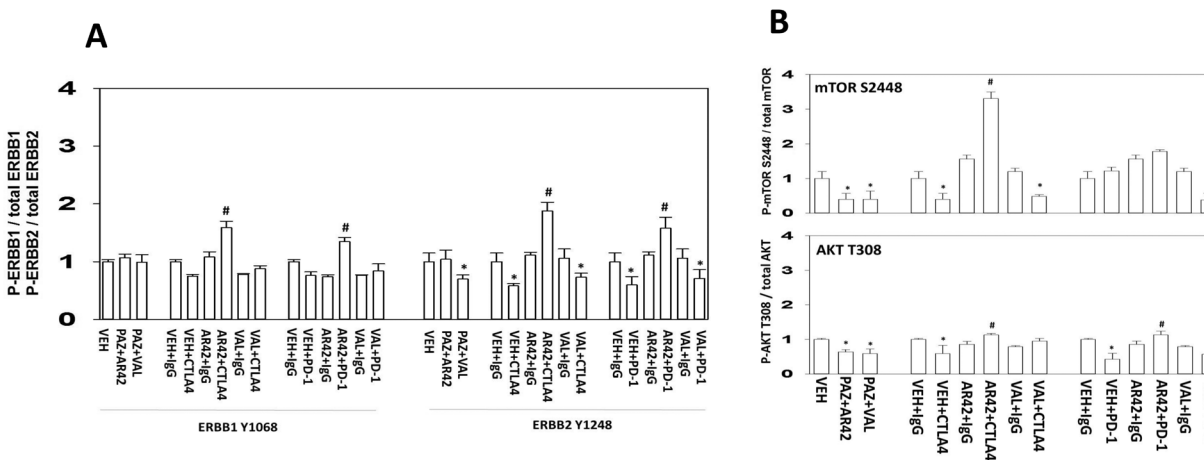 A
P-ERBB1 / total ERBB1
P-ERBB2 / total ERBB2
4
3
2
1
0
#
#
*
*
#
*
*
#
*
VEH
PAZ+AR42
PAZ+VAL
VEH+IgG
VEH+CTLA4
AR42+IgG
AR42+CTLA4
VAL+IgG
VAL+CTLA4
VEH+IgG
VEH+PD-1
AR42+IgG
AR42+PD-1
VAL+IgG
VAL+PD-1
VEH
PAZ+AR42
PAZ+VAL
VEH+IgG
VEH+CTLA4
AR42+IgG
AR42+CTLA4
VAL+IgG
VAL+CTLA4
VEH+IgG
VEH+PD-1
AR42+IgG
AR42+PD-1
VAL+IgG
VAL+PD-1
ERBB1 Y1068
ERBB2 Y1248
B
P-mTOR S2448 / total mTOR
4
3
2
1
0
mTOR S2448
*
*
*
#
*
P-AKT T308 / total AKT
4
3
2
1
0
AKT T308
*
*
*
#
*
#
VEH
PAZ+AR42
PAZ+VAL
VEH+IgG
VEH+CTLA4
AR42+IgG
AR42+CTLA4
VAL+IgG
VAL+CTLA4
VEH+IgG
VEH+PD-1
AR42+IgG
AR42+PD-1
VAL+IgG